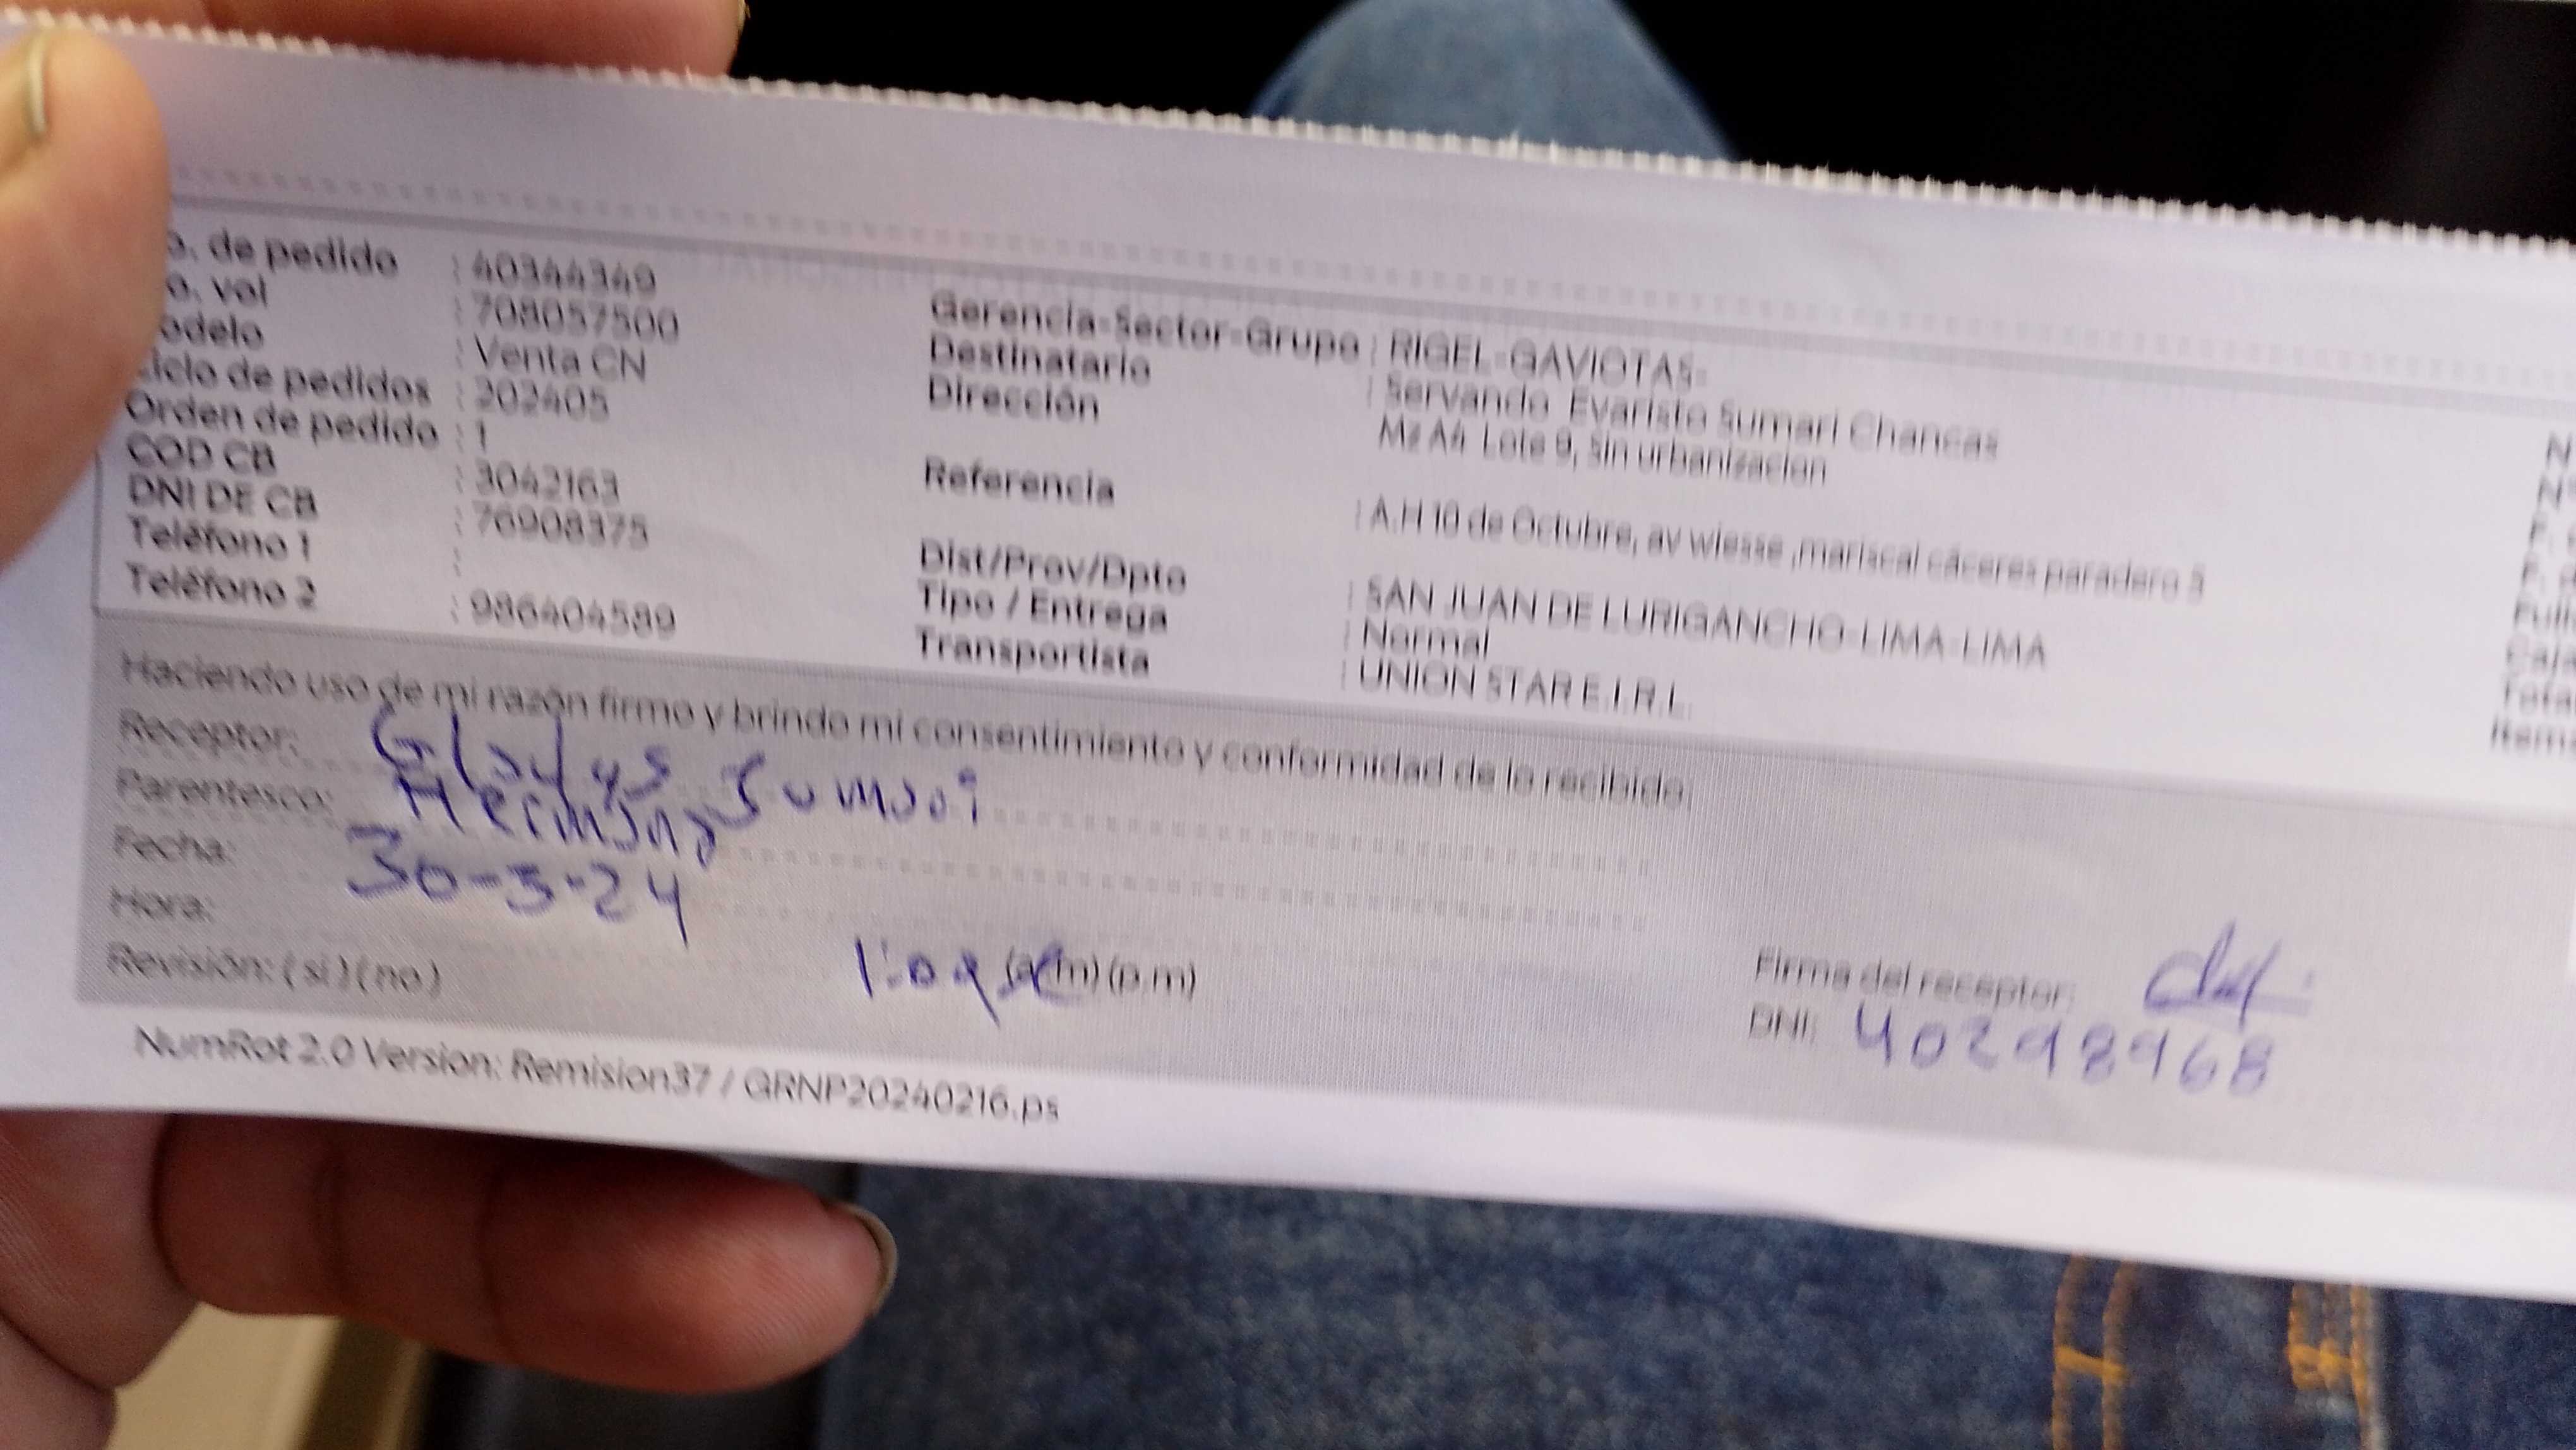 o. de pedido : 40344349
o. vol : 708057500
odelo : Venta CN
iclo de pedidos : 202405
Orden de pedido : 1
COD CB : 3042163
DNI DE CB : 76908375
Teléfono 1 :
Teléfono 2 : 986404589
Gerencia-Sector-Grupo : RIGEL-GAVIOTAS-
Destinatario : Servando Evaristo Sumari Chancas
Dirección : Mz A4 Lote 9, Sin urbanizacion
Referencia : A.H 10 de Octubre, av wiesse ,mariscal cáceres paradero 5
Dist/Prov/Dpto : SAN JUAN DE LURIGANCHO-LIMA-LIMA
Tipo / Entrega : Normal
Transportista : UNION STAR E.I.R.L.
Haciendo uso de mi razón firmo y brindo mi consentimiento y conformidad de lo recibido.
Receptor: Gladys Sumari
Parentesco: Hermana
Fecha: 30-3-24
Hora: (a.m) (p.m)
Revisión: ( si ) ( no )
Firma del receptor:
DNI: 40298968
NumRot 2.0 Version: Remision37 / GRNP20240216.ps